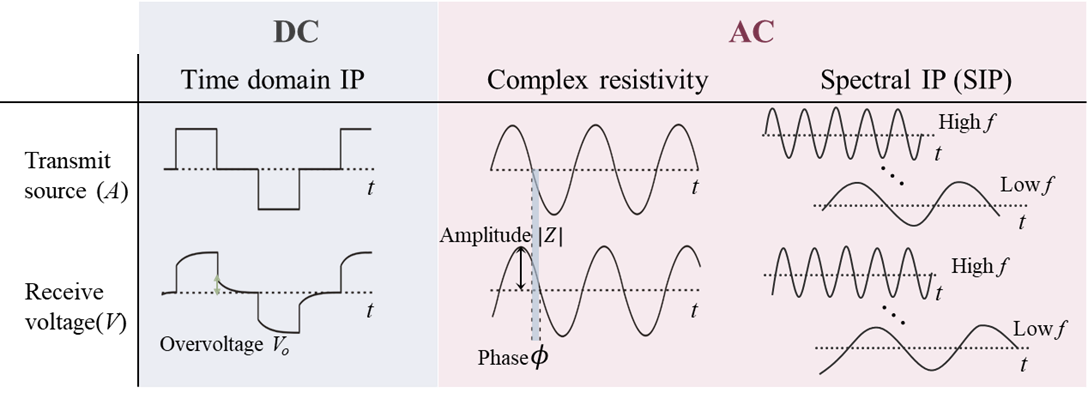 DC
AC
Time domain IP
Complex resistivity
Spectral IP (SIP)
Transmit
source (A)
t
t
High f
t
Low f
t
Amplitude |Z|
Receive
voltage(V)
t
Overvoltage Vₒ
t
Phase ϕ
High f
t
Low f
t